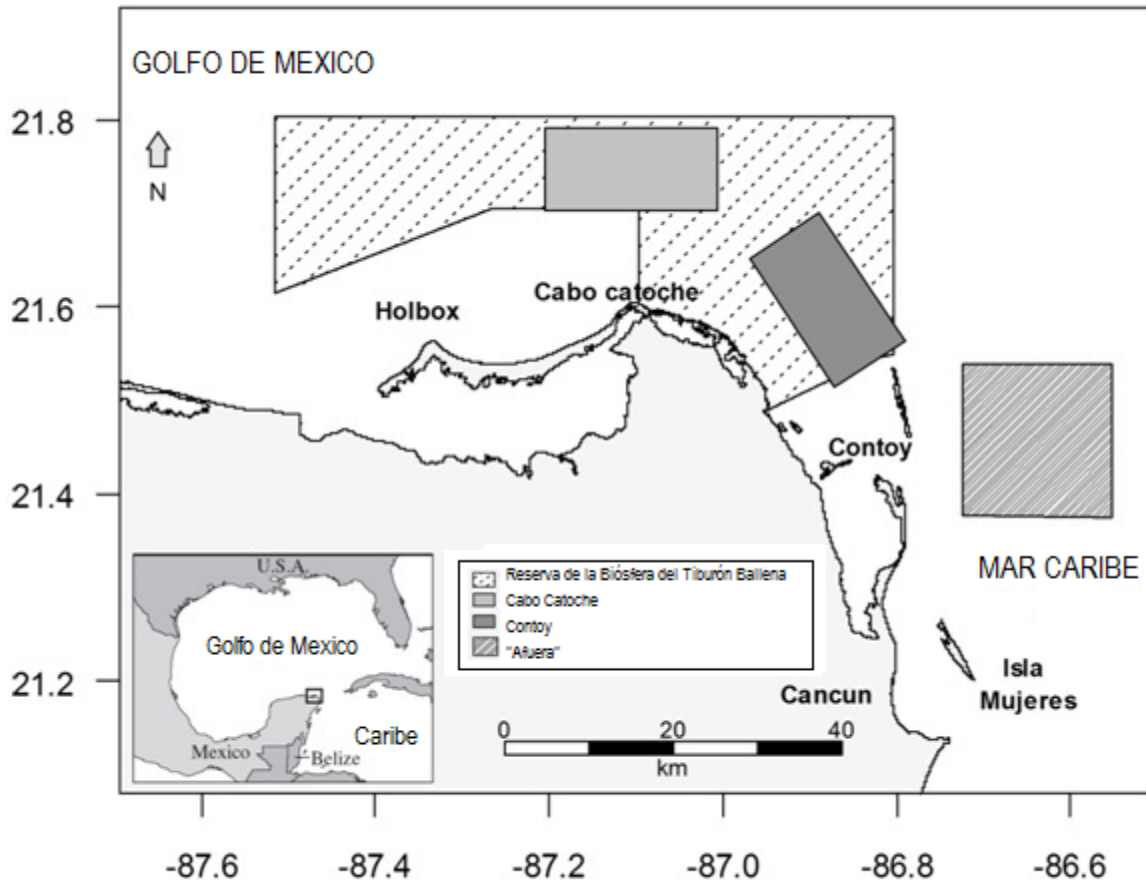 GOLFO DE MEXICO
21.8
N
21.6
Cabo catoche
Holbox
Contoy
21.4
MAR CARIBE
U.S.A.
Golfo de Mexico
Caribe
Mexico
Belize
Reserva de la Biósfera del Tiburón Ballena
Cabo Catoche
Contoy
"Afuera"
21.2
Cancun
Isla
Mujeres
0 20 40
km
-87.6 -87.4 -87.2 -87.0 -86.8 -86.6